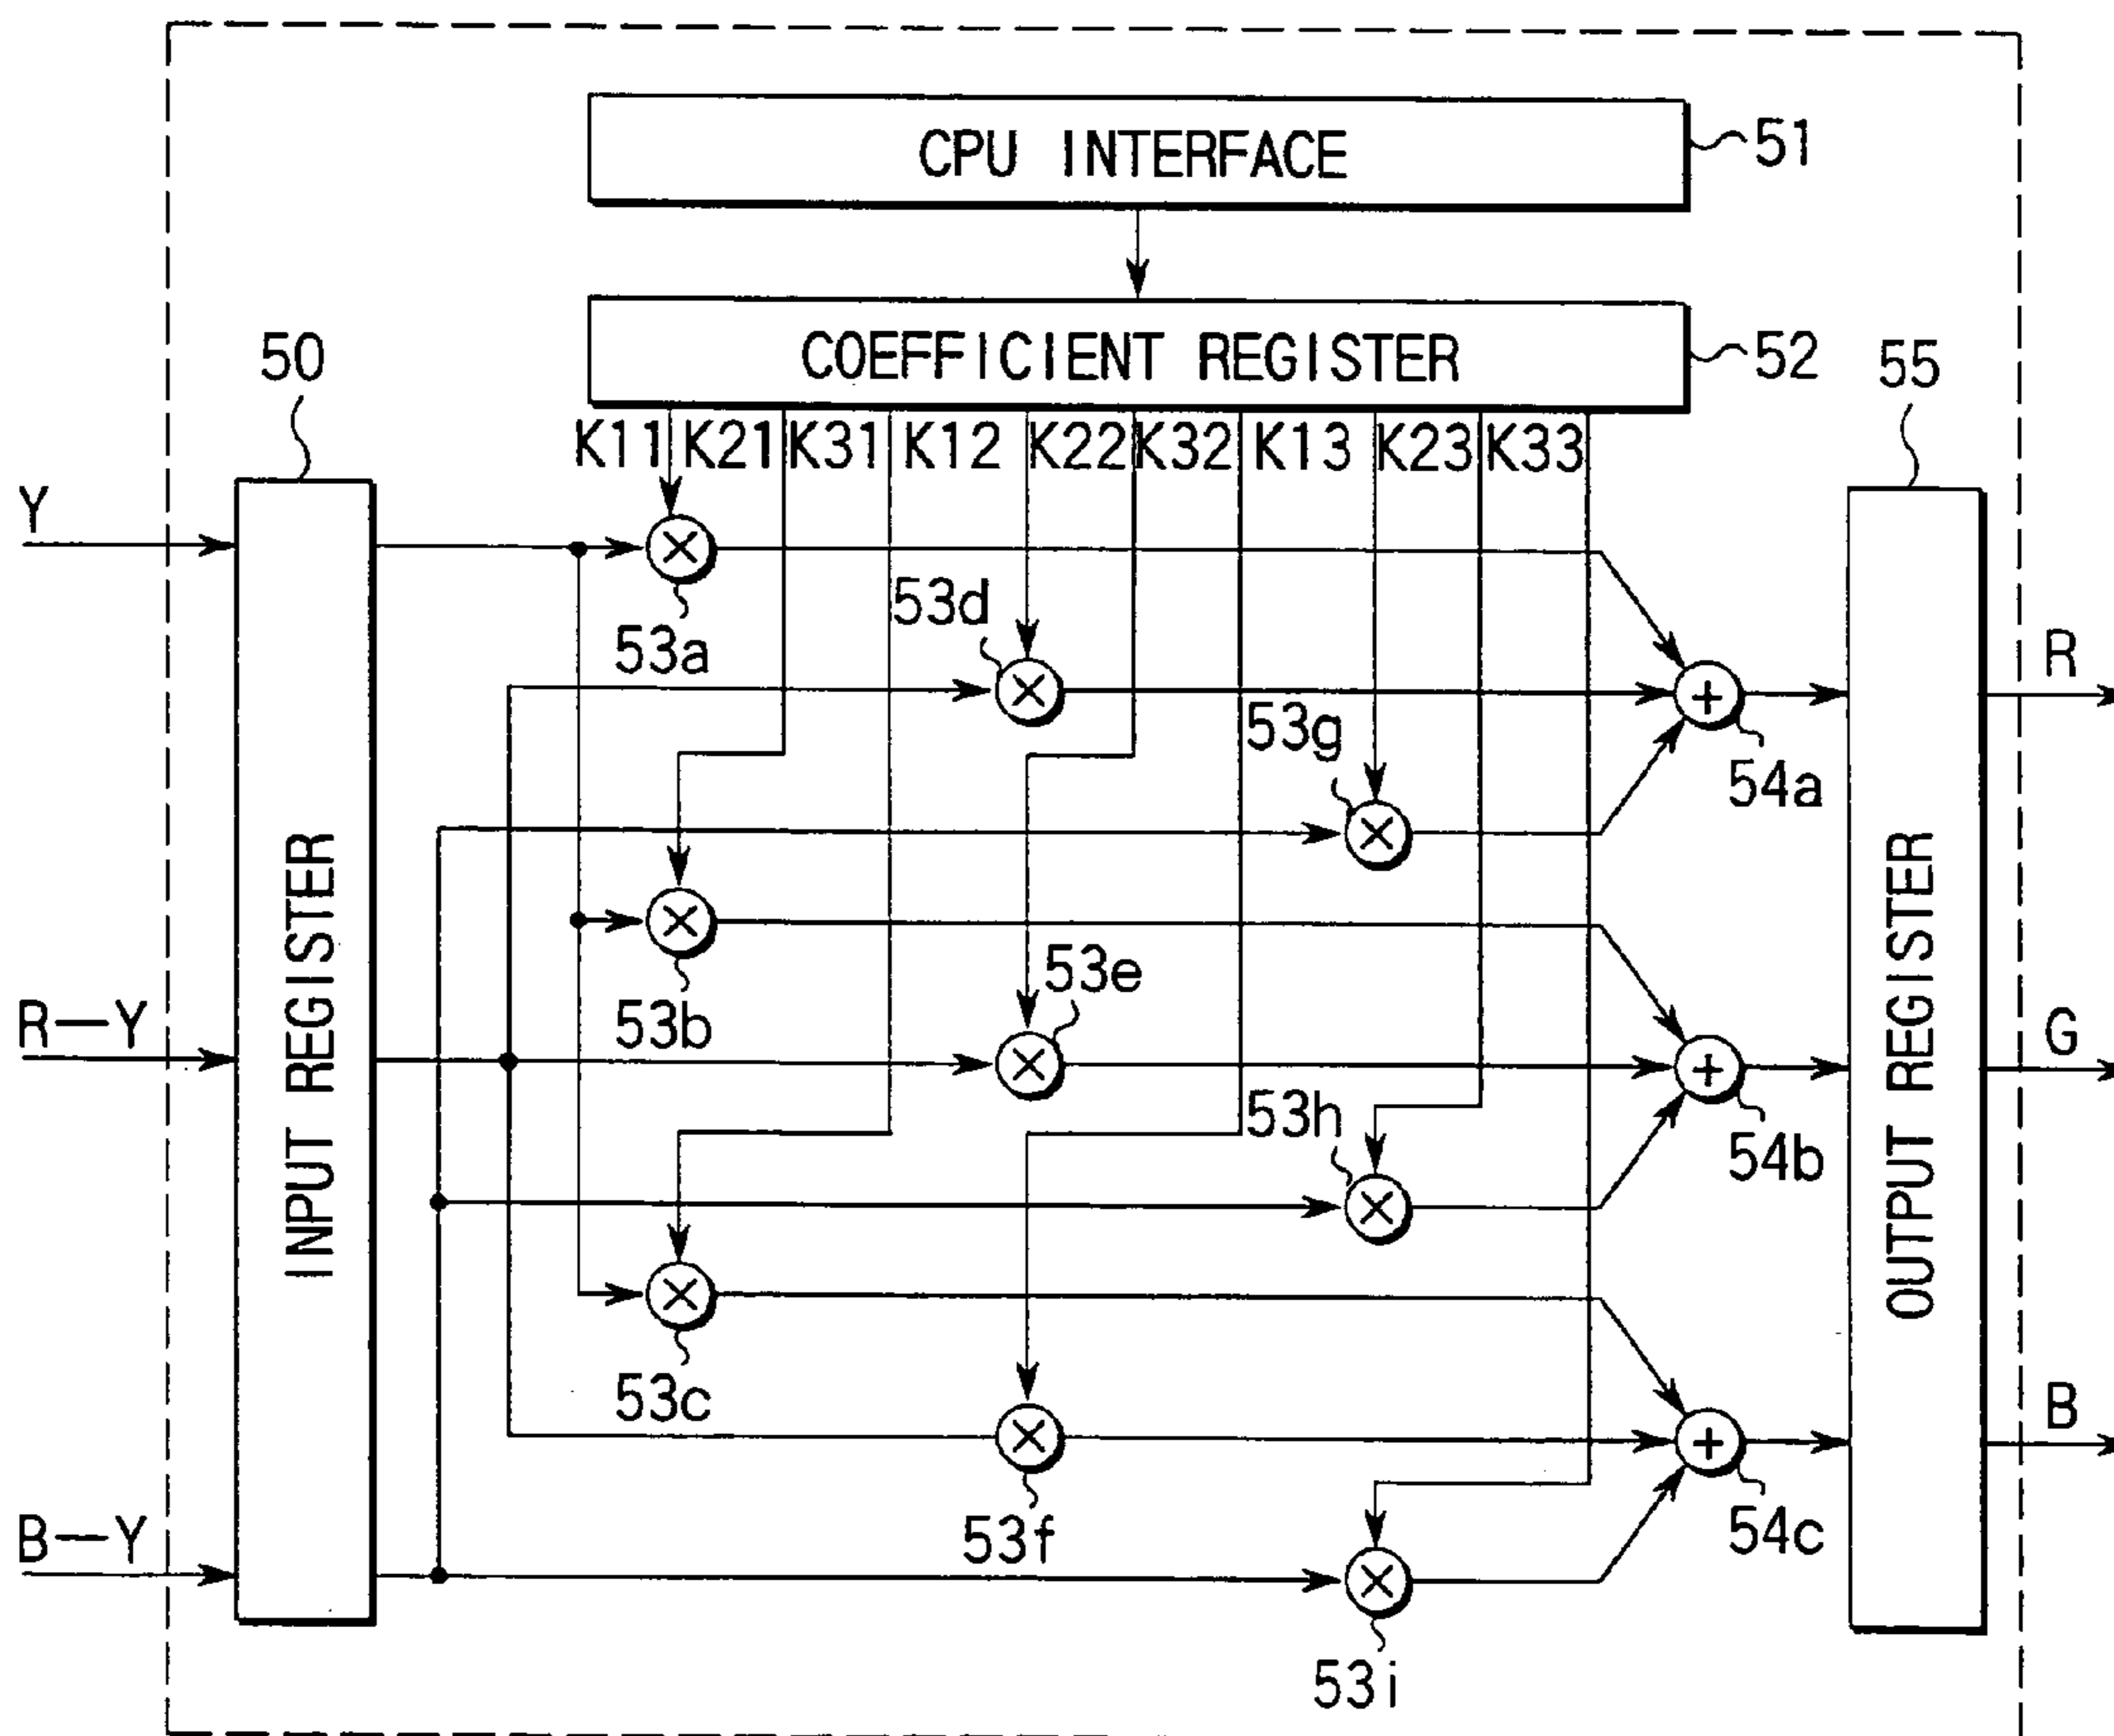 CPU INTERFACE
51
COEFFICIENT REGISTER
52
50
55
K11 K21 K31 K12 K22 K32 K13 K23 K33
Y
53a
53d
R
53g
54a
INPUT REGISTER
OUTPUT REGISTER
R—Y
53b
53e
G
53h
54b
53c
B
B—Y
53f
54c
53i